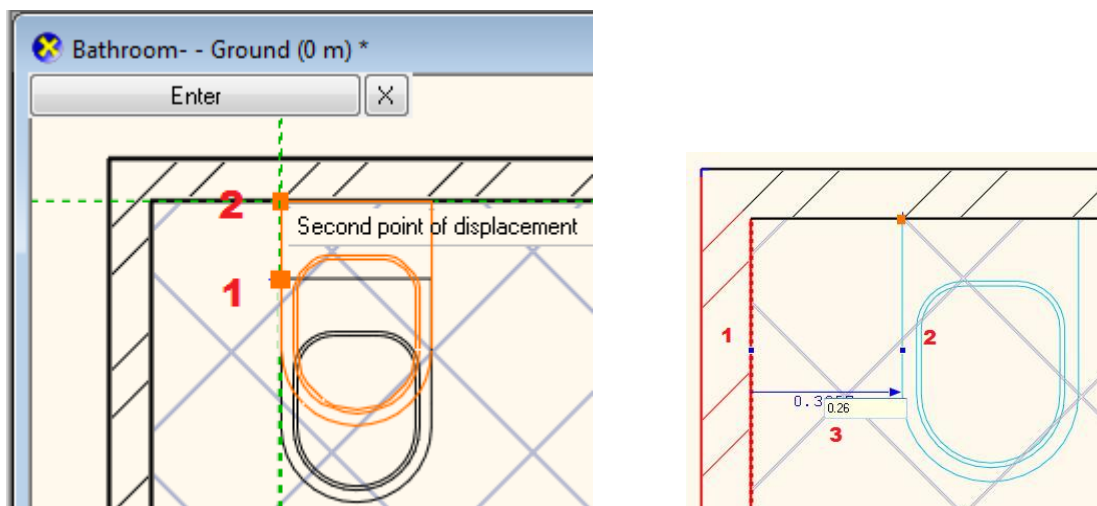 Bathroom- - Ground (0 m) *
Enter X
2
Second point of displacement
1
1
2
0.26
3